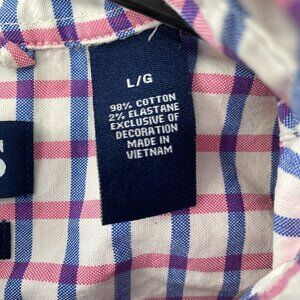 L/G
98% COTTON
2% ELASTANE
EXCLUSIVE OF
DECORATION
MADE IN
VIETNAM
S